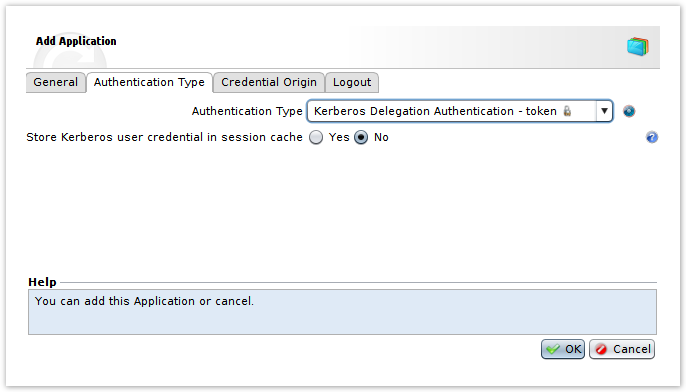 Add Application
General Authentication Type Credential Origin Logout
Authentication Type Kerberos Delegation Authentication - token
Store Kerberos user credential in session cache Yes No
Help
You can add this Application or cancel.
OK Cancel